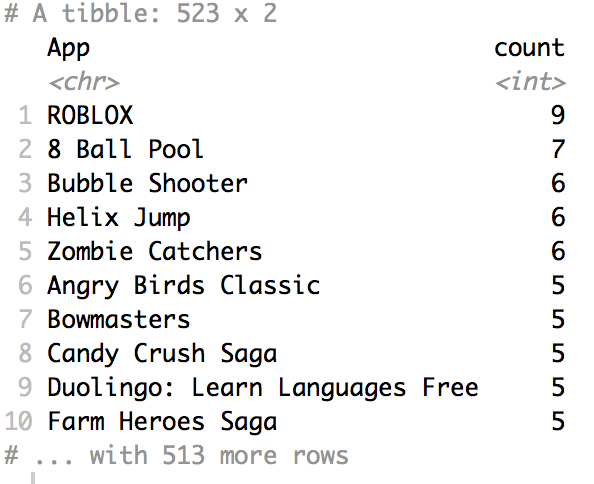 # A tibble: 523 x 2
App count
<chr> <int>
1 ROBLOX 9
2 8 Ball Pool 7
3 Bubble Shooter 6
4 Helix Jump 6
5 Zombie Catchers 6
6 Angry Birds Classic 5
7 Bowmasters 5
8 Candy Crush Saga 5
9 Duolingo: Learn Languages Free 5
10 Farm Heroes Saga 5
# ... with 513 more rows